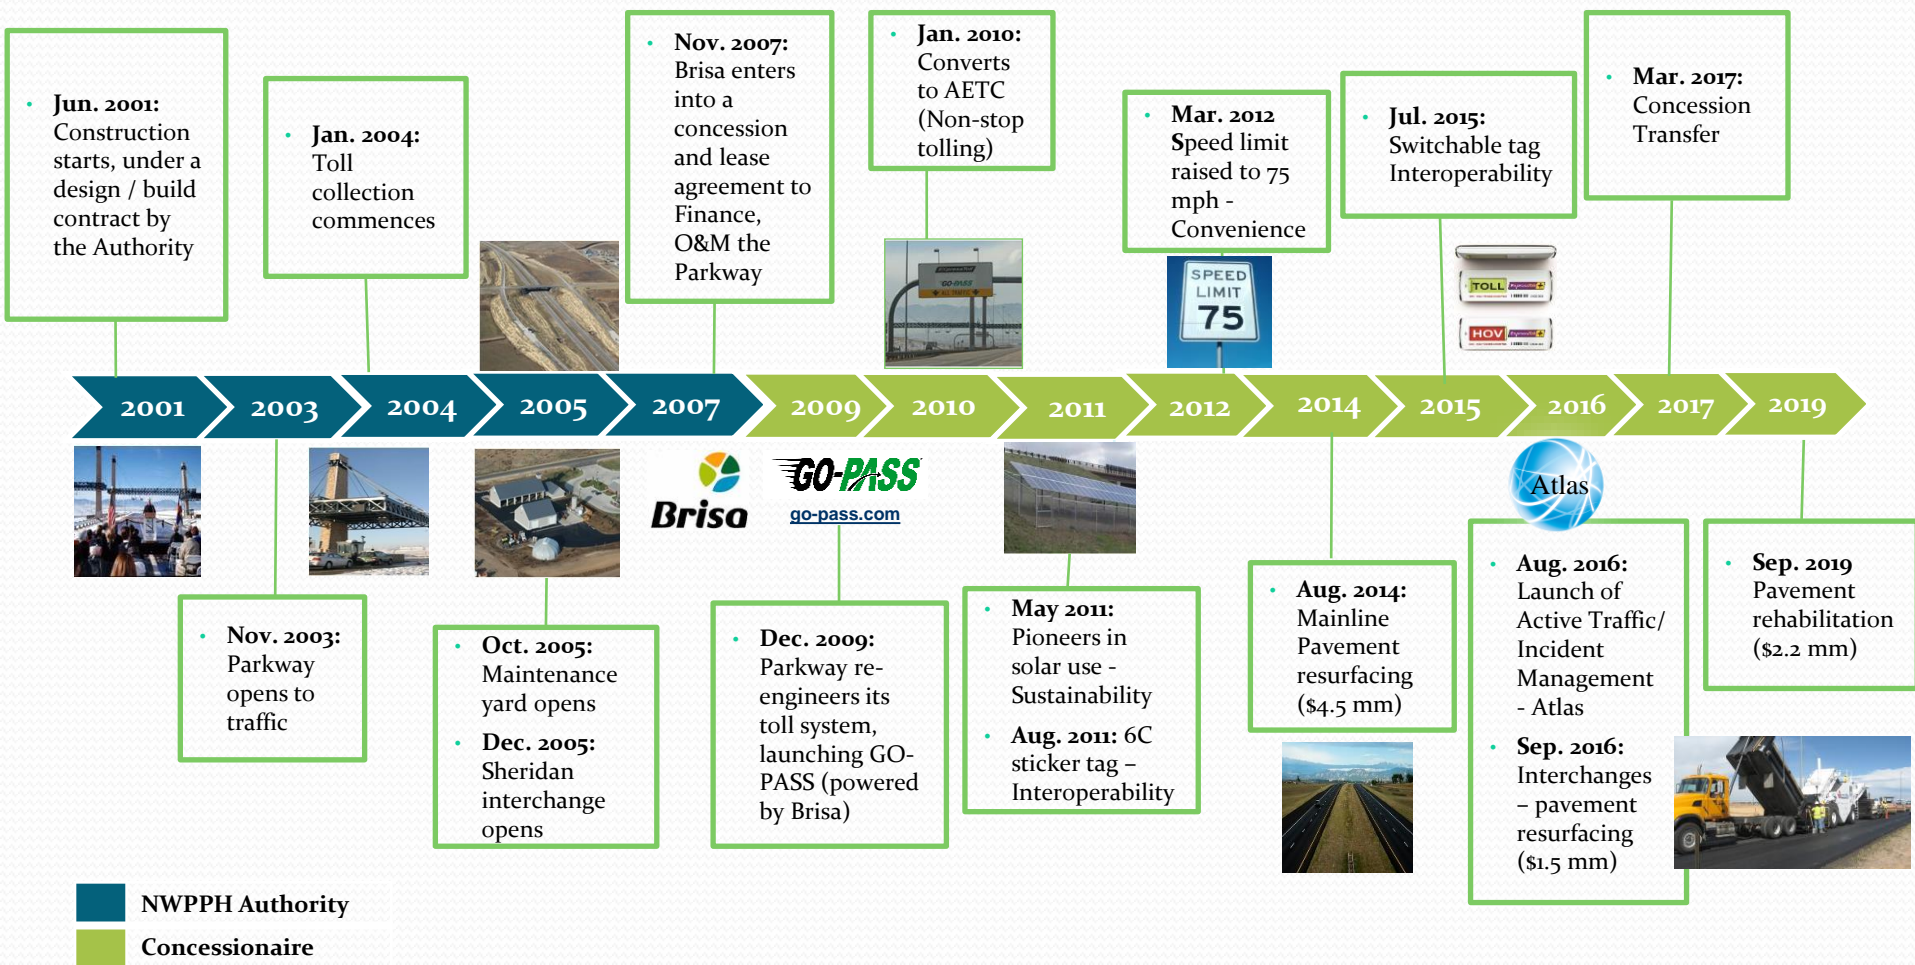 Jun. 2001:
Construction
starts, under a
design / build
contract by
the Authority
Jan. 2004:
Toll
collection
commences
Nov. 2007:
Brisa enters
into a
concession
and lease
agreement to
Finance,
O&M the
Parkway
Jan. 2010:
Converts
to AETC
(Non-stop
tolling)
Mar. 2012
Speed limit
raised to 75
mph -
Convenience
Jul. 2015:
Switchable tag
Interoperability
Mar. 2017:
Concession
Transfer
GO-PASS
ALL TRAFFIC
SPEED
LIMIT
75
TOLL
HOV
2001
2003
2004
2005
2007
2009
2010
2011
2012
2014
2015
2016
2017
2019
Brisa
GO-PASS
go-pass.com
Atlas
Nov. 2003:
Parkway
opens to
traffic
Oct. 2005:
Maintenance
yard opens
Dec. 2005:
Sheridan
interchange
opens
Dec. 2009:
Parkway re-
engineers its
toll system,
launching GO-
PASS (powered
by Brisa)
May 2011:
Pioneers in
solar use -
Sustainability
Aug. 2011: 6C
sticker tag –
Interoperability
Aug. 2014:
Mainline
Pavement
resurfacing
($4.5 mm)
Aug. 2016:
Launch of
Active Traffic/
Incident
Management
- Atlas
Sep. 2016:
Interchanges
– pavement
resurfacing
($1.5 mm)
Sep. 2019
Pavement
rehabilitation
($2.2 mm)
NWPPH Authority
Concessionaire